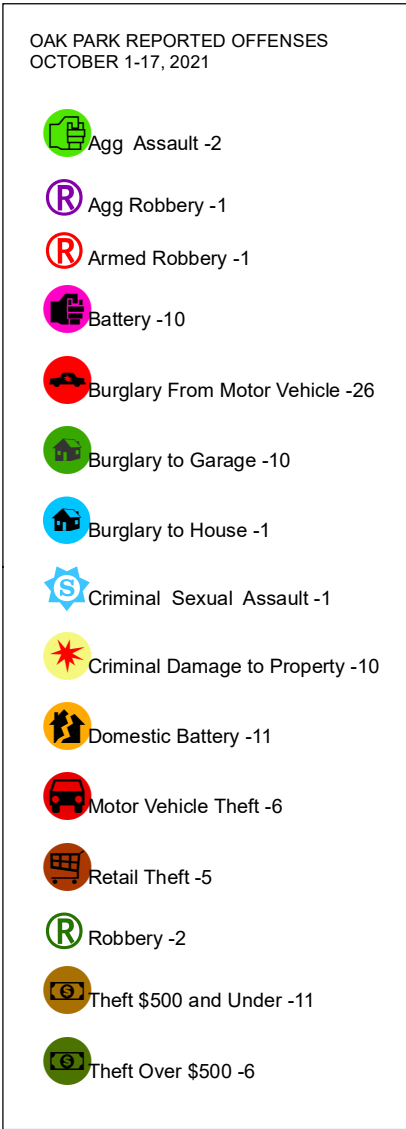 OAK PARK REPORTED OFFENSES
OCTOBER 1-17, 2021
Agg Assault -2
® Agg Robbery -1
® Armed Robbery -1
Battery -10
Burglary From Motor Vehicle -26
Burglary to Garage -10
Burglary to House -1
S Criminal Sexual Assault -1
Criminal Damage to Property -10
Domestic Battery -11
Motor Vehicle Theft -6
Retail Theft -5
® Robbery -2
$ Theft $500 and Under -11
$ Theft Over $500 -6